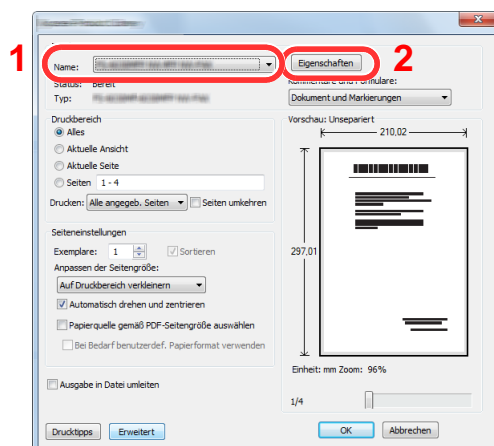 1
2
Name:
Eigenschaften
Status: Bereit
Kommentare und Formulare:
Typ:
Dokument und Markierungen
Druckbereich
Alles
Aktuelle Ansicht
Aktuelle Seite
Seiten 1 - 4
Drucken: Alle angegeb. Seiten Seiten umkehren
Seiteneinstellungen
Exemplare: 1 Sortieren
Anpassen der Seitengröße:
Auf Druckbereich verkleinern
Automatisch drehen und zentrieren
Papierquelle gemäß PDF-Seitengröße auswählen
Bei Bedarf benutzerdef. Papierformat verwenden
Ausgabe in Datei umleiten
Drucktipps Erweitert
Vorschau: Unsepariert
210,02
297,01
Einheit: mm Zoom: 96%
1/4
OK Abbrechen